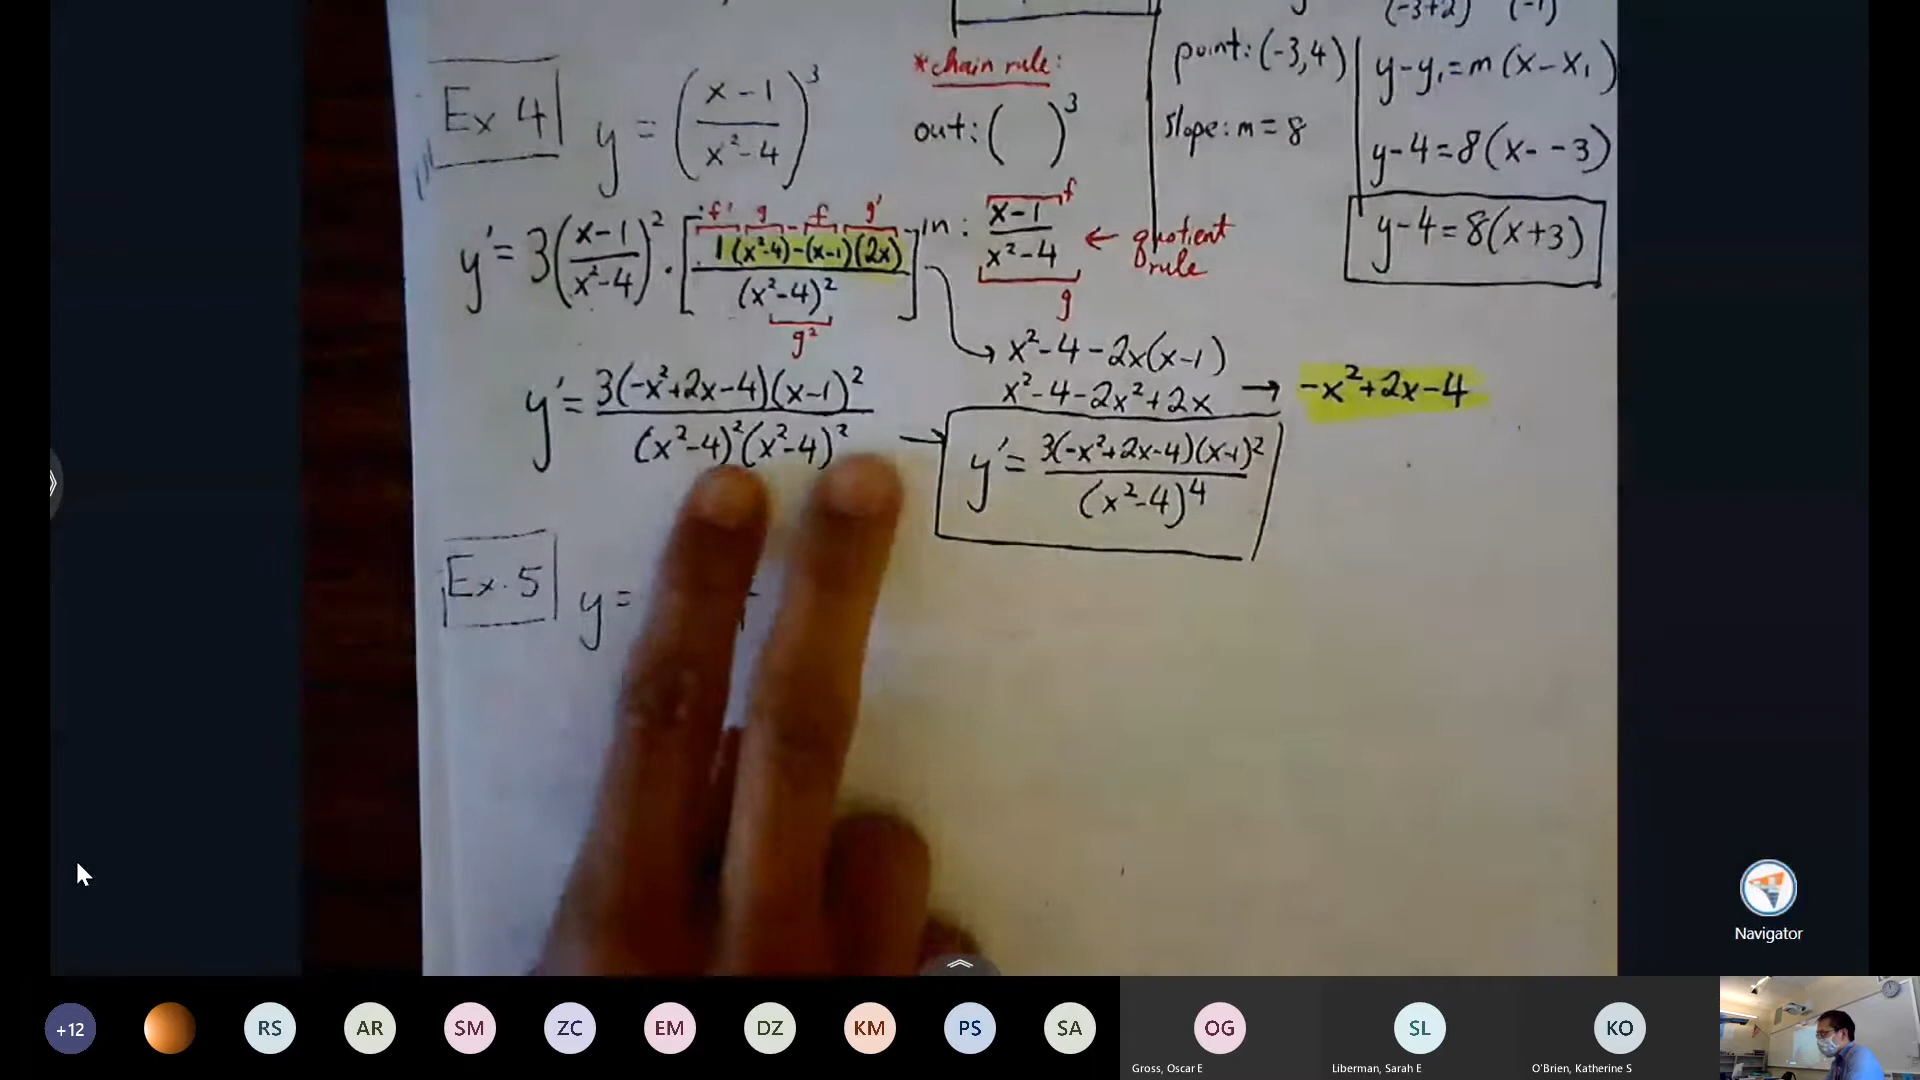 (-3+2) (-1)
Ex 4 y = ((x-1)/(x²-4))³
*chain rule:
out: ( )³
point: (-3,4)
slope: m = 8
y-y₁=m(x-x₁)
y-4=8(x--3)
y-4=8(x+3)
f' g - f g'
y'= 3((x-1)/(x²-4))² · [(1(x²-4)-(x-1)(2x))/(x²-4)²]
g²
in: (x-1)/(x²-4)
f
g
← quotient
rule
x²-4-2x(x-1)
x²-4-2x²+2x → -x²+2x-4
y'= (3(-x²+2x-4)(x-1)²)/((x²-4)²(x²-4)²)
→ y'= (3(-x²+2x-4)(x-1)²)/(x²-4)⁴
Ex. 5 y =
Navigator
+12 RS AR SM ZC EM DZ KM PS SA OG SL KO
Gross, Oscar E
Liberman, Sarah E
O'Brien, Katherine S